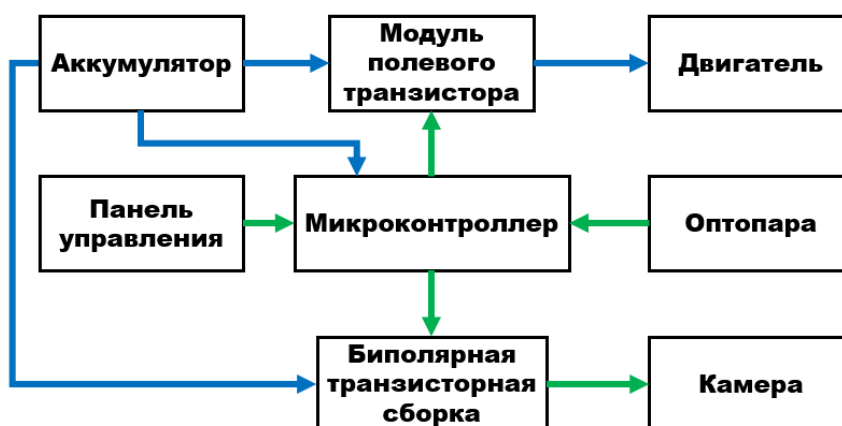 Аккумулятор
Модуль
полевого
транзистора
Двигатель
Панель
управления
Микроконтроллер
Оптопара
Биполярная
транзисторная
сборка
Камера